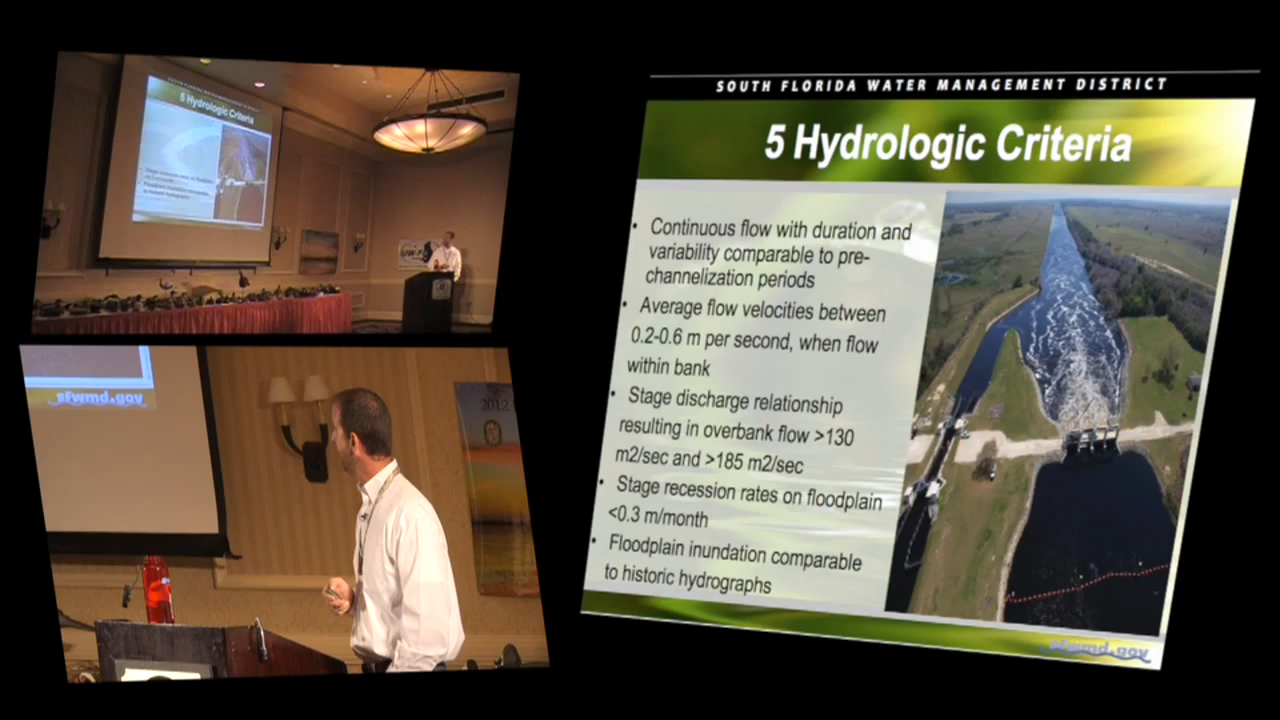 SOUTH FLORIDA WATER MANAGEMENT DISTRICT
5 Hydrologic Criteria
• Continuous flow with duration and
variability comparable to pre-
channelization periods
• Average flow velocities between
0.2-0.6 m per second, when flow
within bank
• Stage discharge relationship
resulting in overbank flow >130
m2/sec and >185 m2/sec
• Stage recession rates on floodplain
<0.3 m/month
• Floodplain inundation comparable
to historic hydrographs
sfwmd.gov
5 Hydrologic Criteria
sfwmd.gov
2012